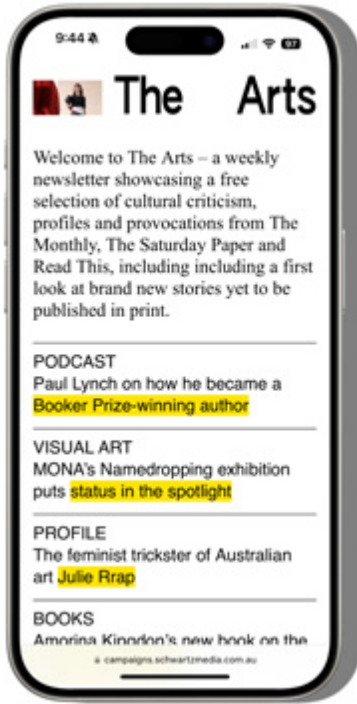 9:44
97
The Arts
Welcome to The Arts – a weekly
newsletter showcasing a free
selection of cultural criticism,
profiles and provocations from The
Monthly, The Saturday Paper and
Read This, including including a first
look at brand new stories yet to be
published in print.
PODCAST
Paul Lynch on how he became a
Booker Prize-winning author
VISUAL ART
MONA's Namedropping exhibition
puts status in the spotlight
PROFILE
The feminist trickster of Australian
art Julie Rrap
BOOKS
Amorina Kingdon's new book on the
campaigns.schwartzmedia.com.au